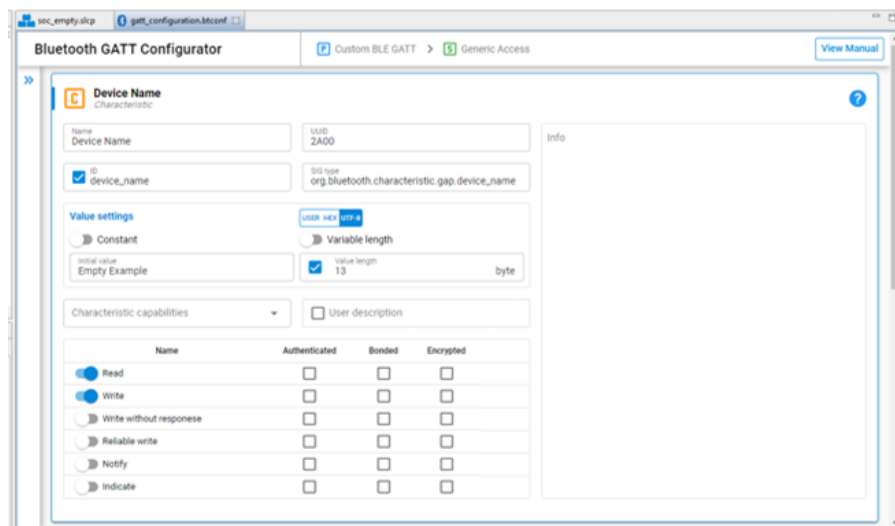 soc_empty.slcp
gatt_configuration.btconf
Bluetooth GATT Configurator
P Custom BLE GATT > S Generic Access
View Manual
»
C
Device Name
Characteristic
?
Name
Device Name
UUID
2A00
Info
ID
device_name
SIG type
org.bluetooth.characteristic.gap.device_name
Value settings
USER HEX UTF-8
Constant
Variable length
Initial value
Empty Example
Value length
13 byte
Characteristic capabilities
User description
Name Authenticated Bonded Encrypted
Read
Write
Write without responese
Reliable write
Notify
Indicate